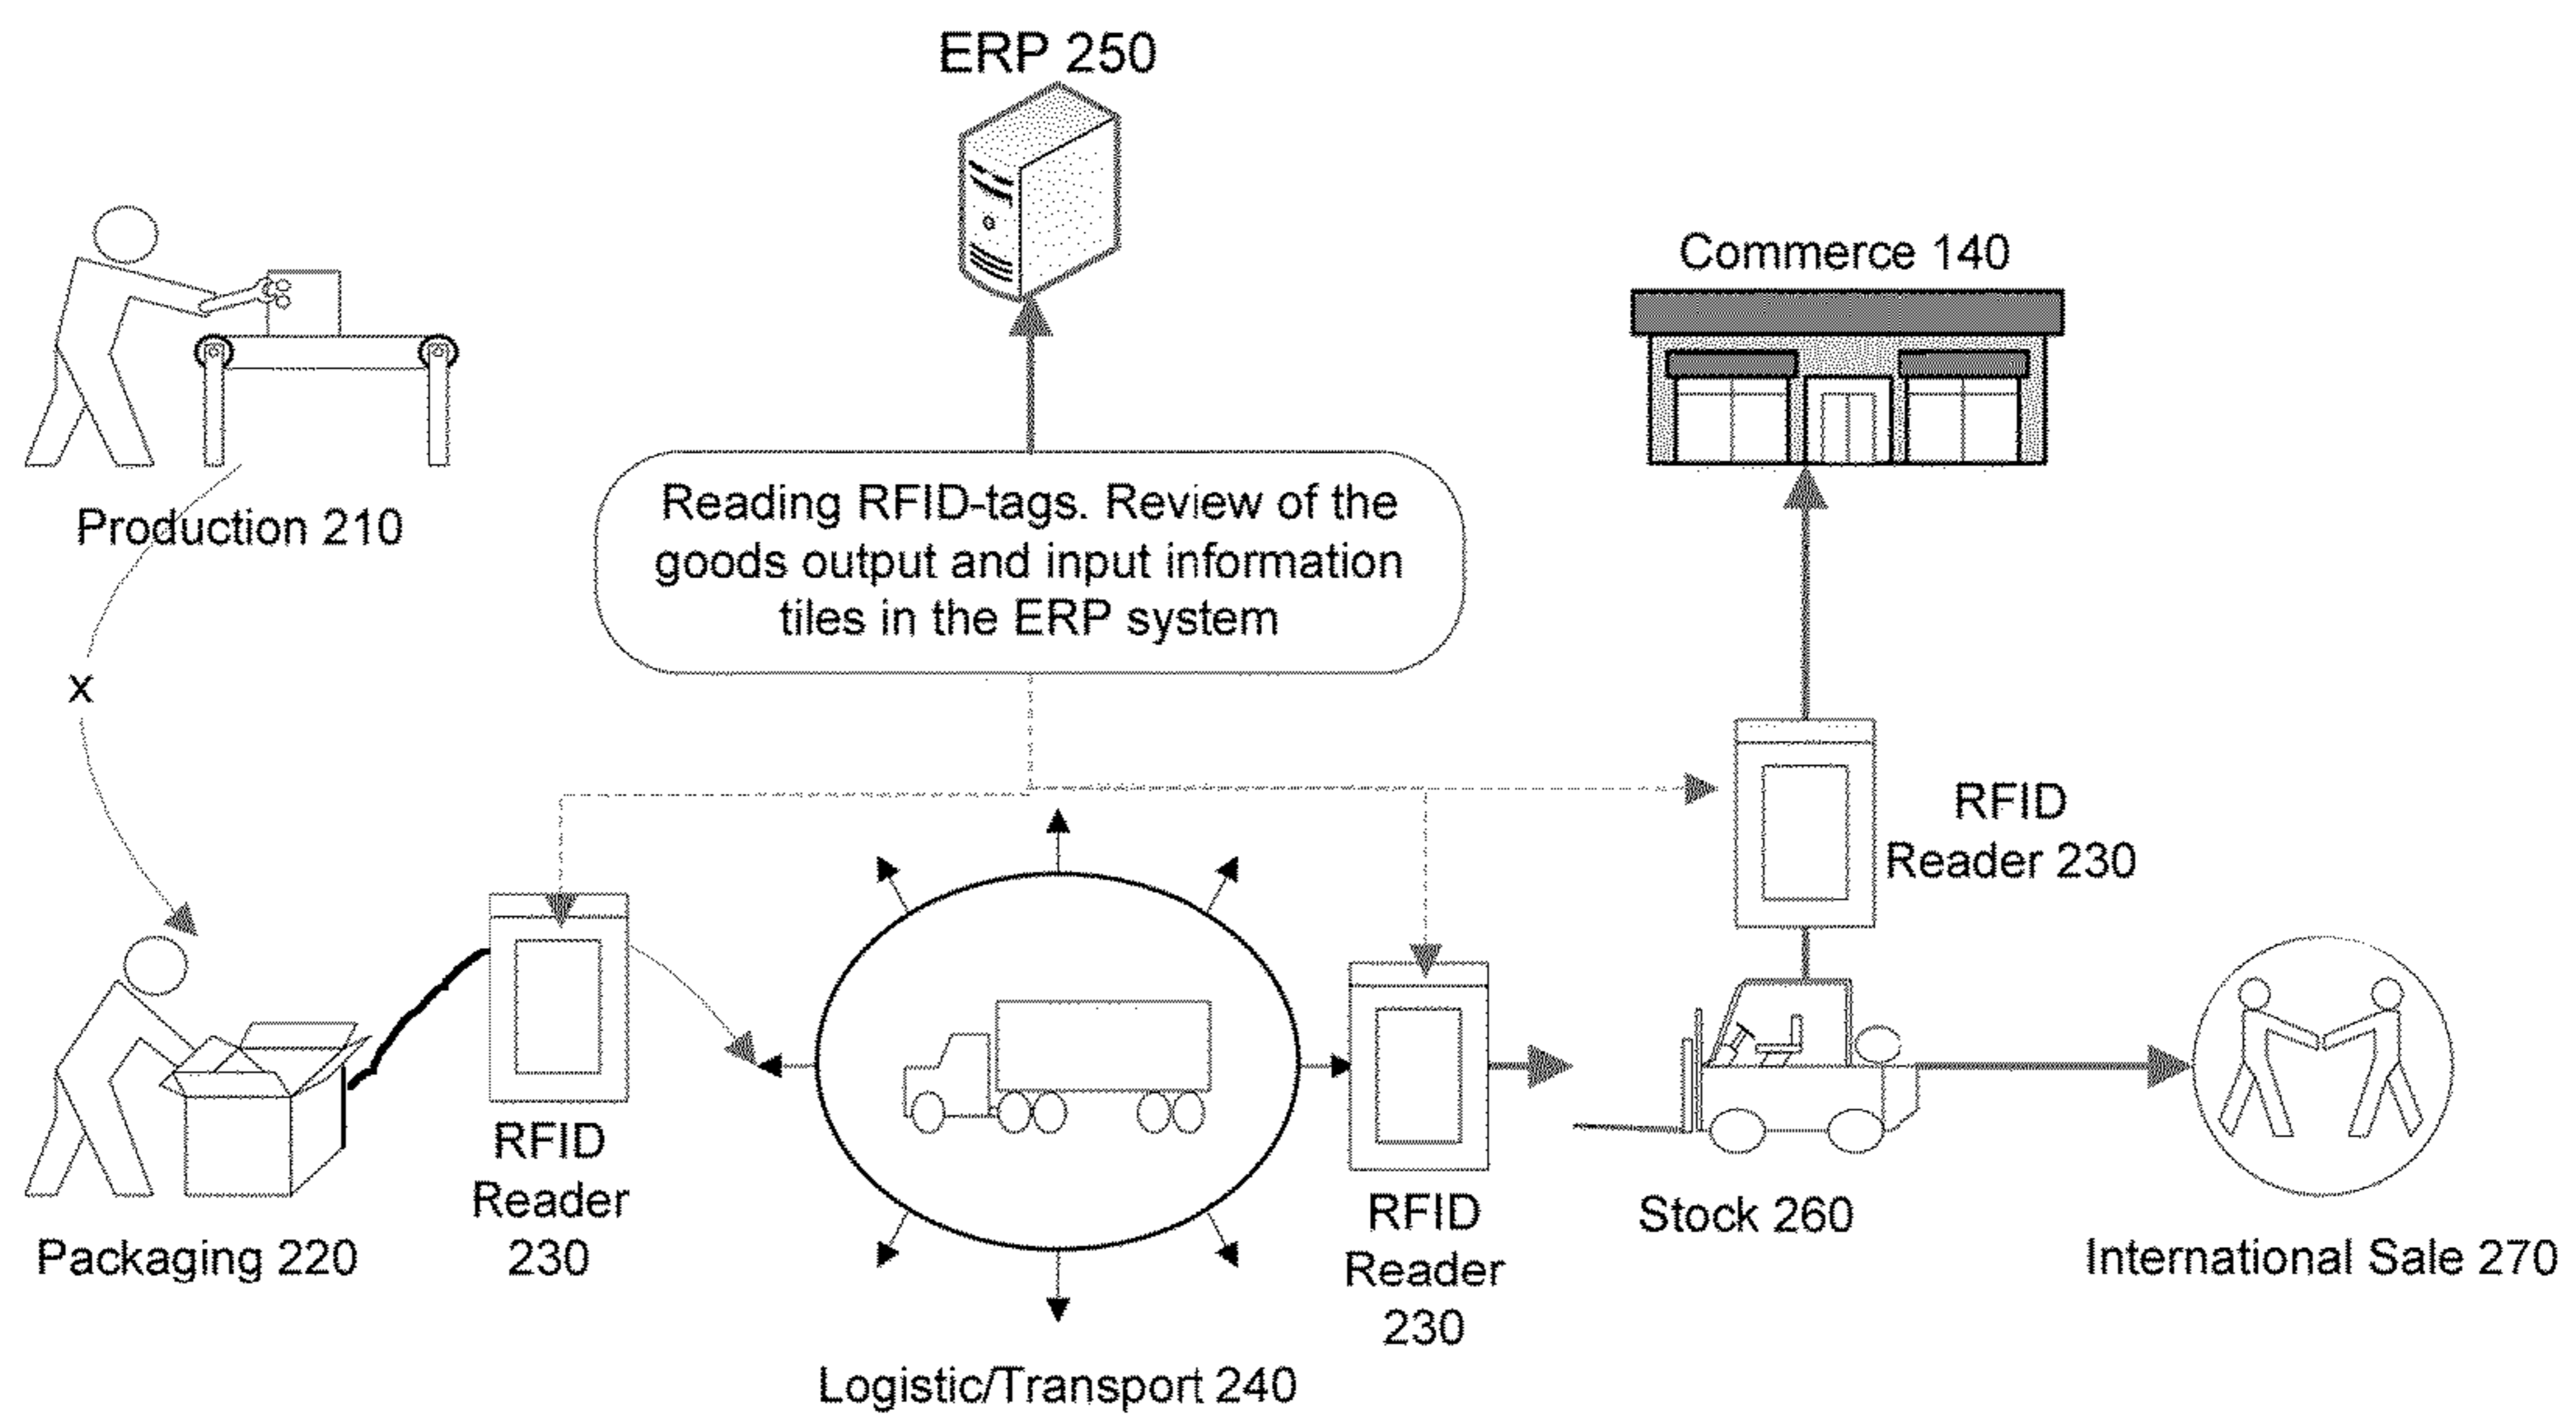 ERP 250
Commerce 140
Production 210
Reading RFID-tags. Review of the
goods output and input information
tiles in the ERP system
x
RFID
Reader 230
RFID
Reader
230
RFID
Reader
230
Stock 260
Packaging 220
International Sale 270
Logistic/Transport 240